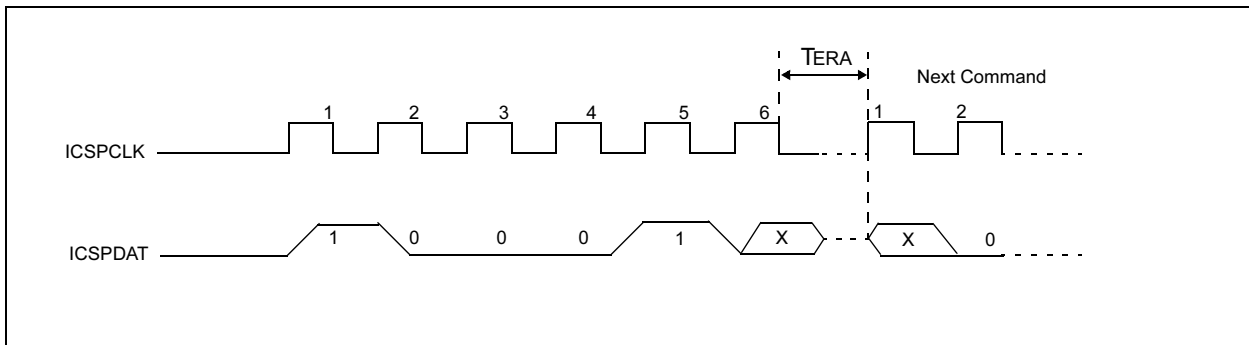 TERA
Next Command
1 2 3 4 5 6 1 2
ICSPCLK
ICSPDAT
1 0 0 0 1 X X 0